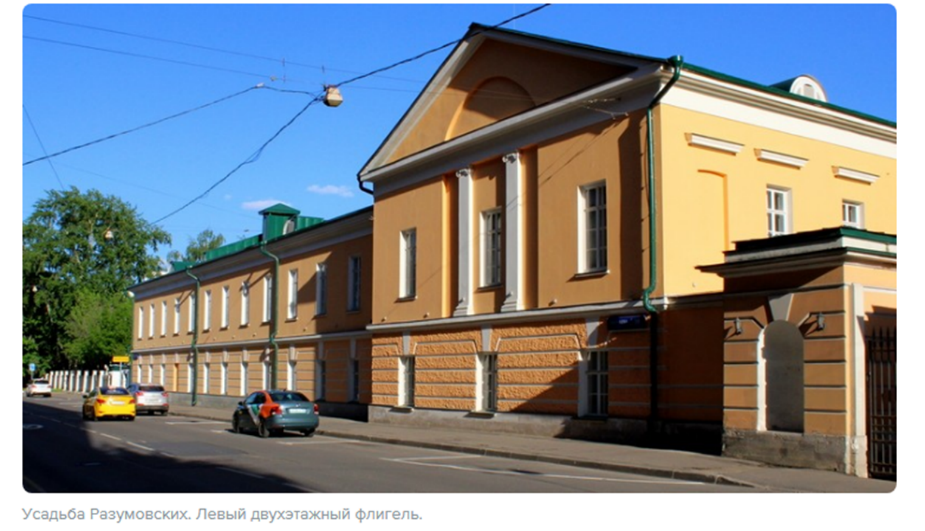 Усадьба Разумовских. Левый двухэтажный флигель.